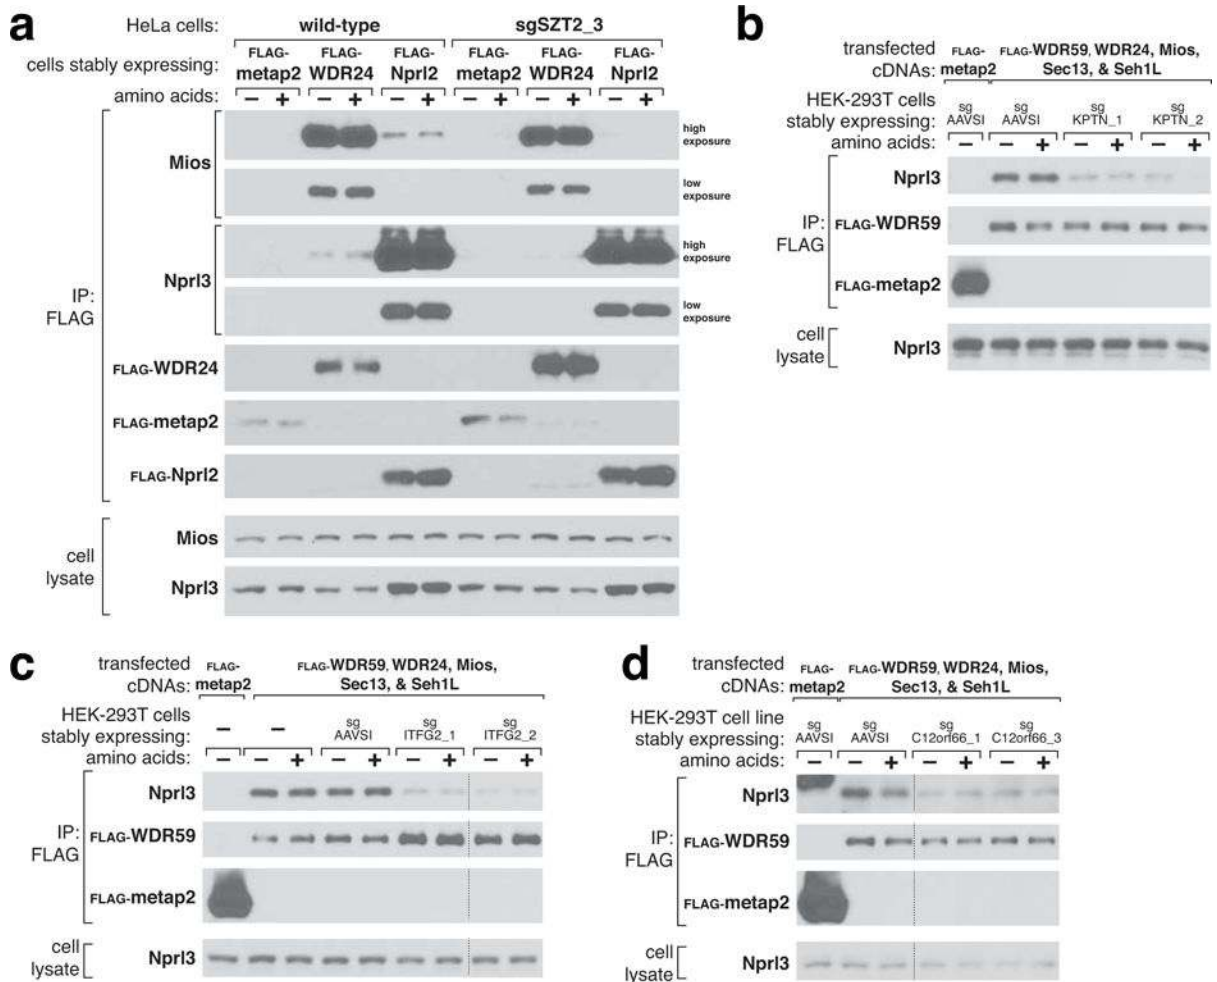 a
HeLa cells: wild-type sgSZT2_3
cells stably expressing: FLAG-metap2 FLAG-WDR24 FLAG-Nprl2 FLAG-metap2 FLAG-WDR24 FLAG-Nprl2
amino acids: – + – + – + – + – + – +
Mios
high exposure
low exposure
Nprl3
high exposure
low exposure
IP: FLAG
FLAG-WDR24
FLAG-metap2
FLAG-Nprl2
cell lysate
Mios
Nprl3
b
transfected cDNAs: FLAG-metap2 FLAG-WDR59, WDR24, Mios, Sec13, & Seh1L
HEK-293T cells stably expressing: sg AAVSI sg AAVSI sg KPTN_1 sg KPTN_2
amino acids: – – + – + – +
IP: FLAG
Nprl3
FLAG-WDR59
FLAG-metap2
cell lysate
Nprl3
c
transfected cDNAs: FLAG-metap2 FLAG-WDR59, WDR24, Mios, Sec13, & Seh1L
HEK-293T cells stably expressing: – – sg AAVSI sg ITFG2_1 sg ITFG2_2
amino acids: – – + – + – + – +
IP: FLAG
Nprl3
FLAG-WDR59
FLAG-metap2
cell lysate
Nprl3
d
transfected cDNAs: FLAG-metap2 FLAG-WDR59, WDR24, Mios, Sec13, & Seh1L
HEK-293T cell line stably expressing: sg AAVSI sg AAVSI sg C12orf66_1 sg C12orf66_3
amino acids: – – + – + – +
IP: FLAG
Nprl3
FLAG-WDR59
FLAG-metap2
cell lysate
Nprl3